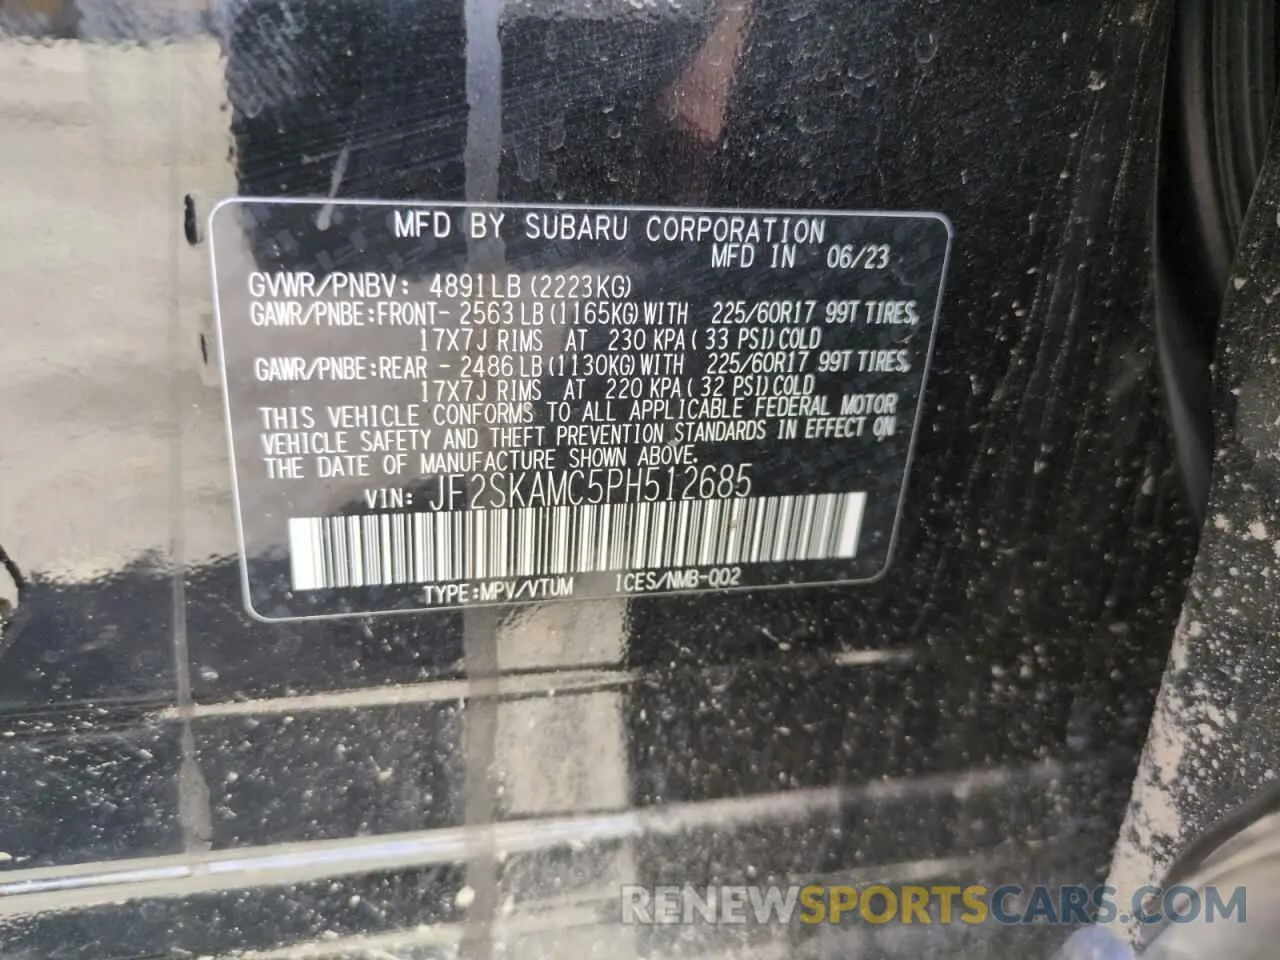 MFD BY SUBARU CORPORATION
MFD IN 06/23
GVWR/PNBV: 4891LB (2223KG)
GAWR/PNBE:FRONT- 2563 LB (1165KG) WITH 225/60R17 99T TIRES,
17X7J RIMS AT 230 KPA ( 33 PSI) COLD
GAWR/PNBE:REAR - 2486 LB (1130KG) WITH 225/60R17 99T TIRES,
17X7J RIMS AT 220 KPA ( 32 PSI) COLD
THIS VEHICLE CONFORMS TO ALL APPLICABLE FEDERAL MOTOR
VEHICLE SAFETY AND THEFT PREVENTION STANDARDS IN EFFECT ON
THE DATE OF MANUFACTURE SHOWN ABOVE.
VIN: JF2SKAMC5PH512685
TYPE:MPV/VTUM ICES/NMB-002
RENEWSPORTSCARS.COM